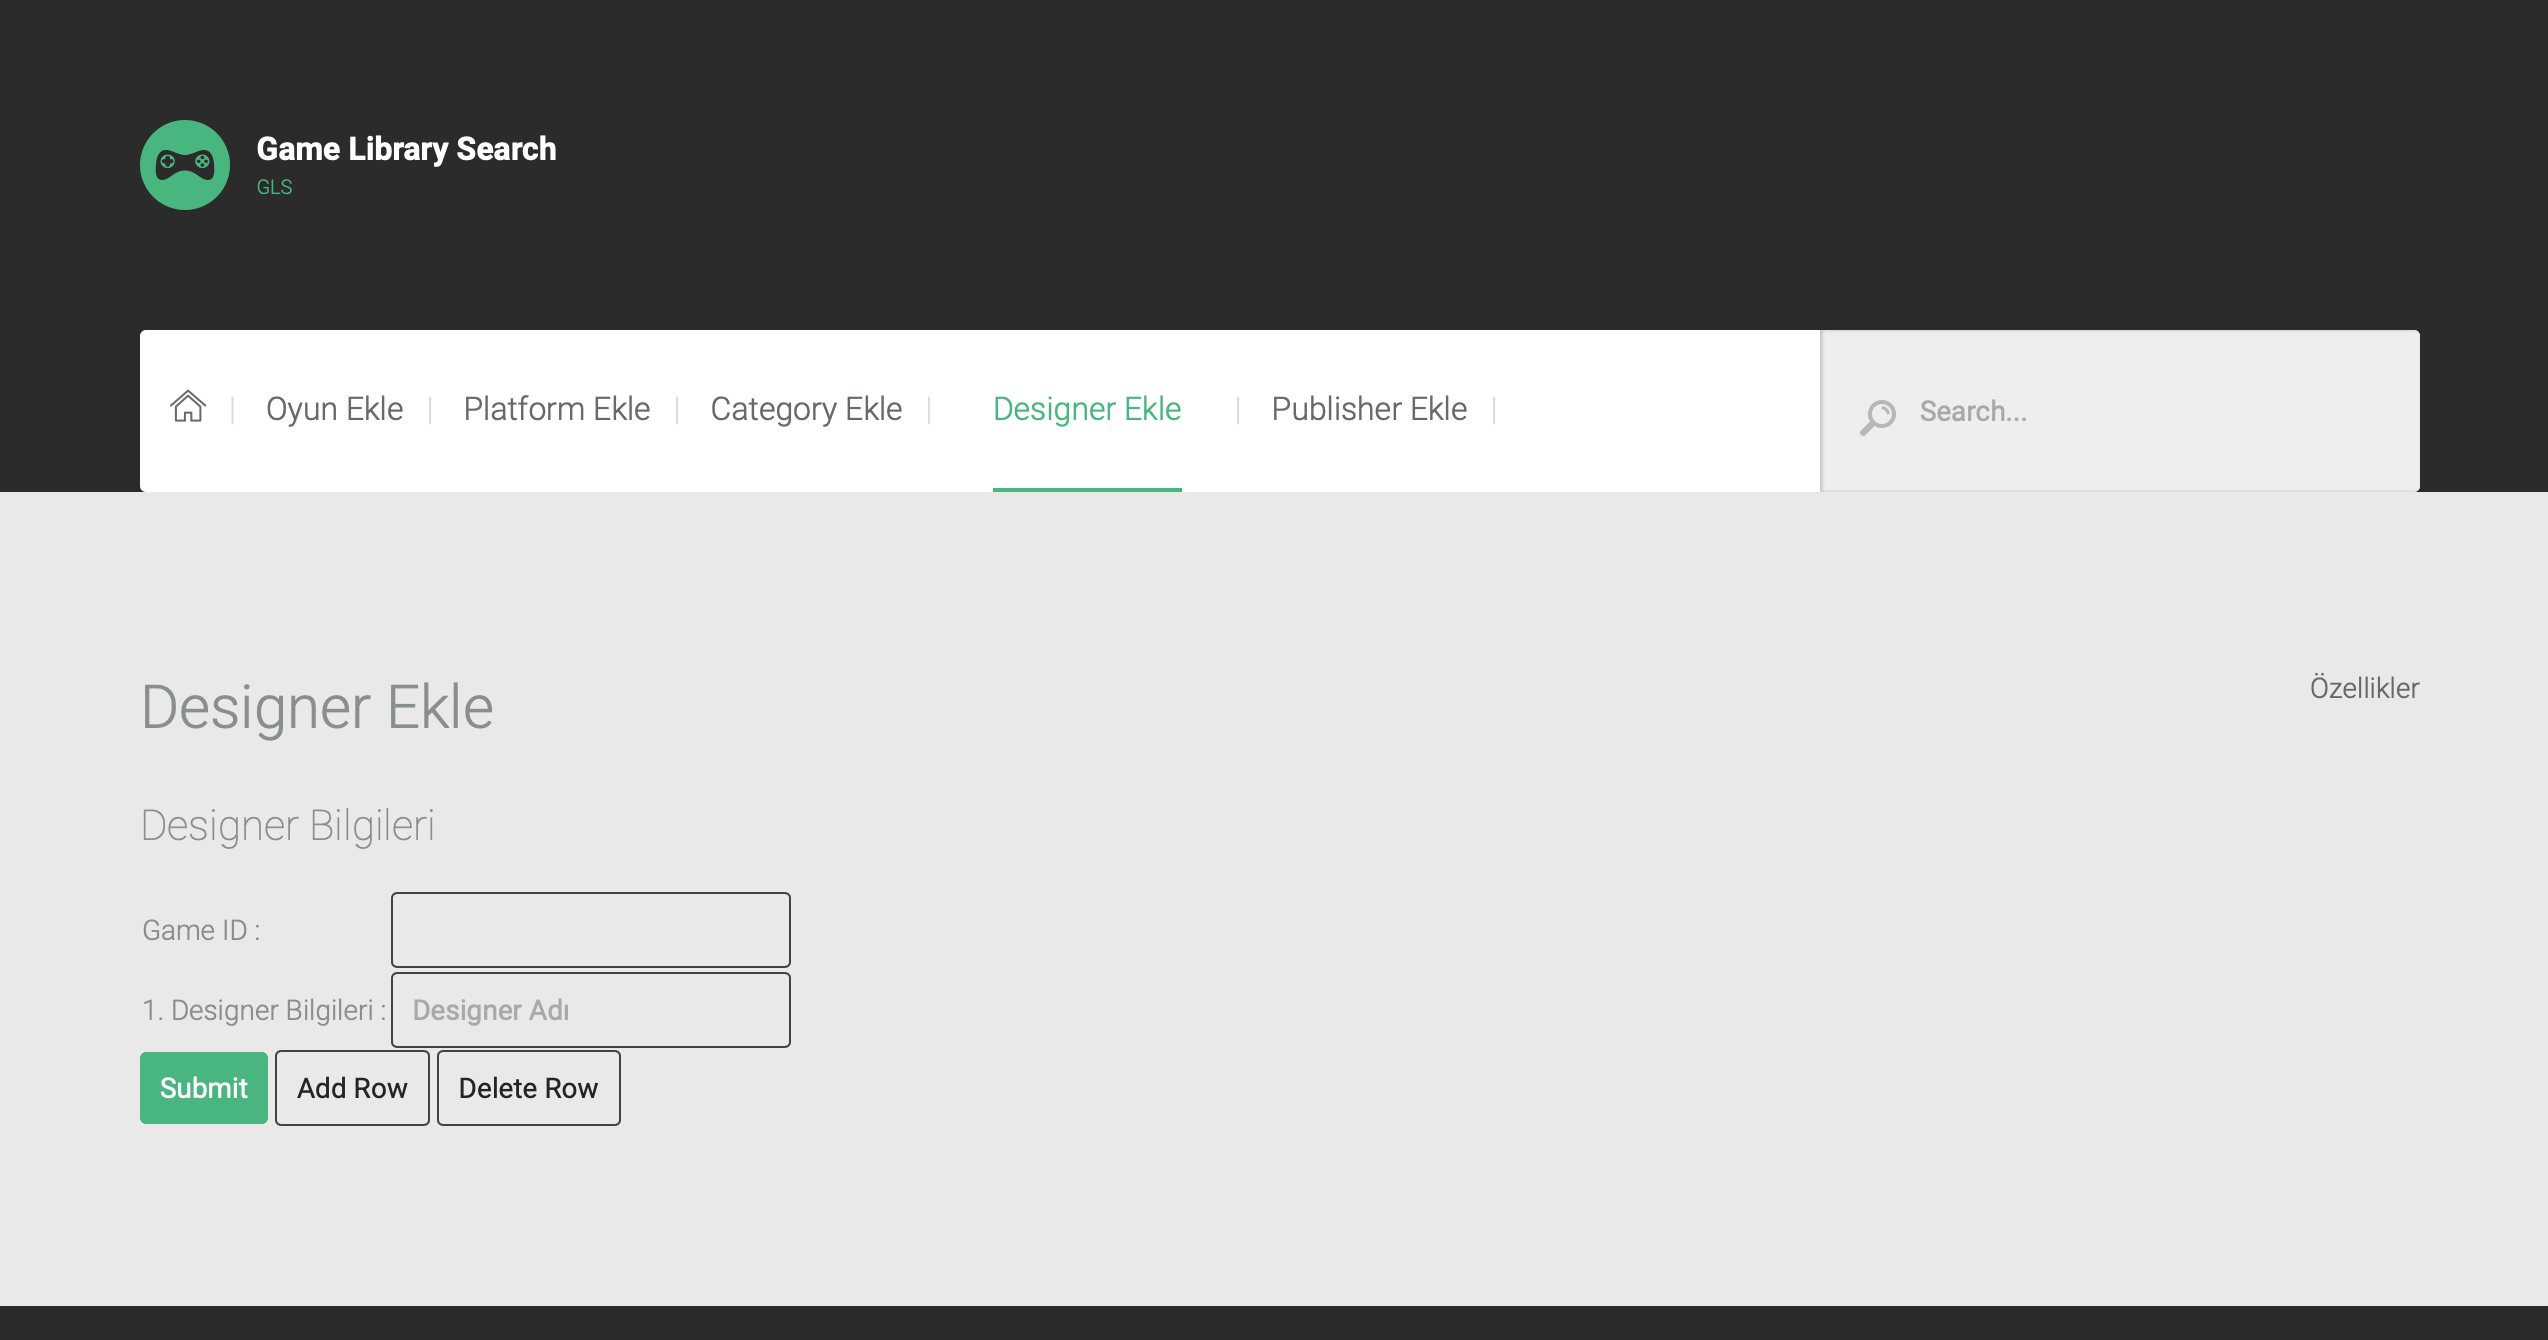 Game Library Search
GLS
Oyun Ekle | Platform Ekle | Category Ekle | Designer Ekle | Publisher Ekle |
Search...
Designer Ekle
Özellikler
Designer Bilgileri
Game ID :
1. Designer Bilgileri : Designer Adı
Submit Add Row Delete Row